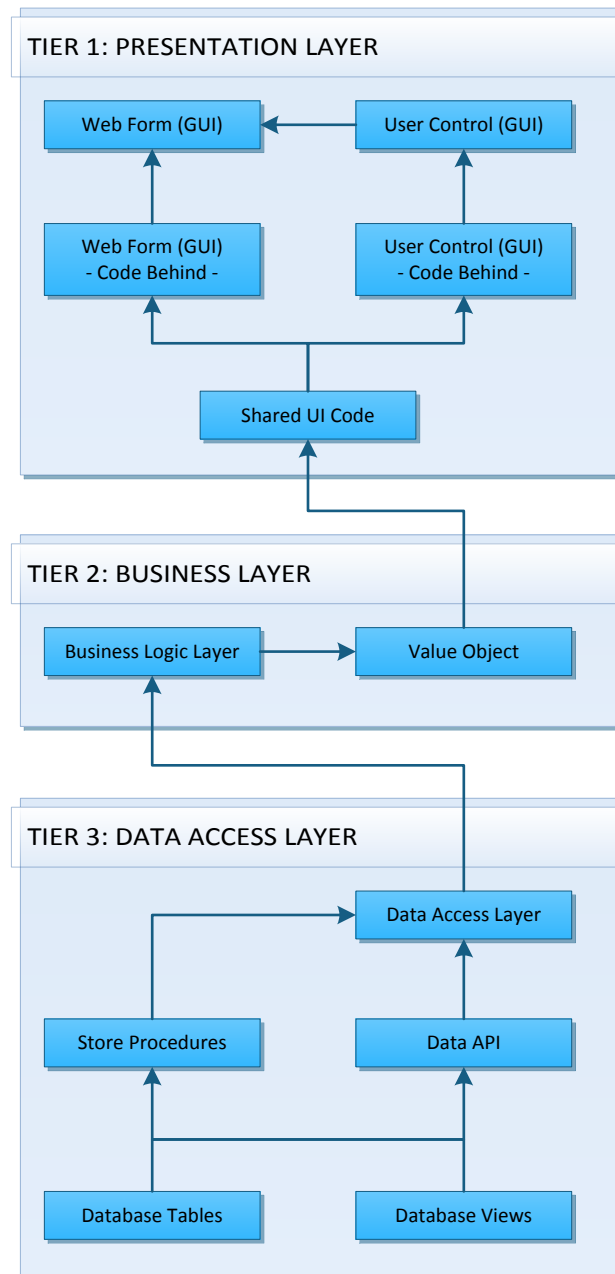 TIER 1: PRESENTATION LAYER
Web Form (GUI)
User Control (GUI)
Web Form (GUI)
- Code Behind -
User Control (GUI)
- Code Behind -
Shared UI Code
TIER 2: BUSINESS LAYER
Business Logic Layer
Value Object
TIER 3: DATA ACCESS LAYER
Data Access Layer
Store Procedures
Data API
Database Tables
Database Views